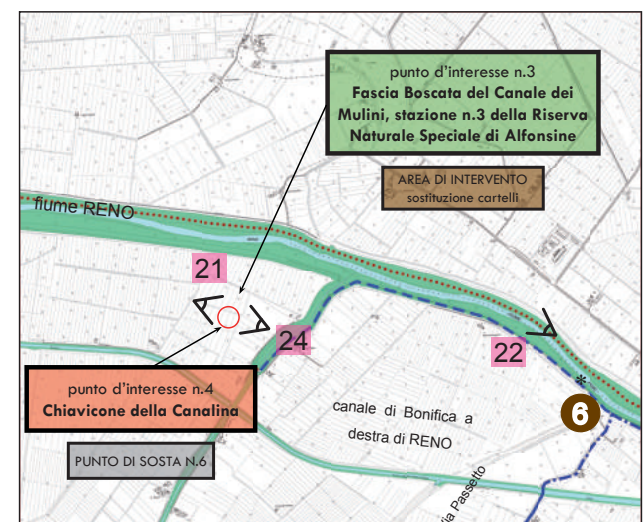 punto d'interesse n.3
Fascia Boscata del Canale dei
Mulini, stazione n.3 della Riserva
Naturale Speciale di Alfonsine
AREA DI INTERVENTO
sostituzione cartelli
fiume RENO
21
24
22
punto d'interesse n.4
Chiavicone della Canalina
PUNTO DI SOSTA N.6
canale di Bonifica a
destra di RENO
*
6
Passetto